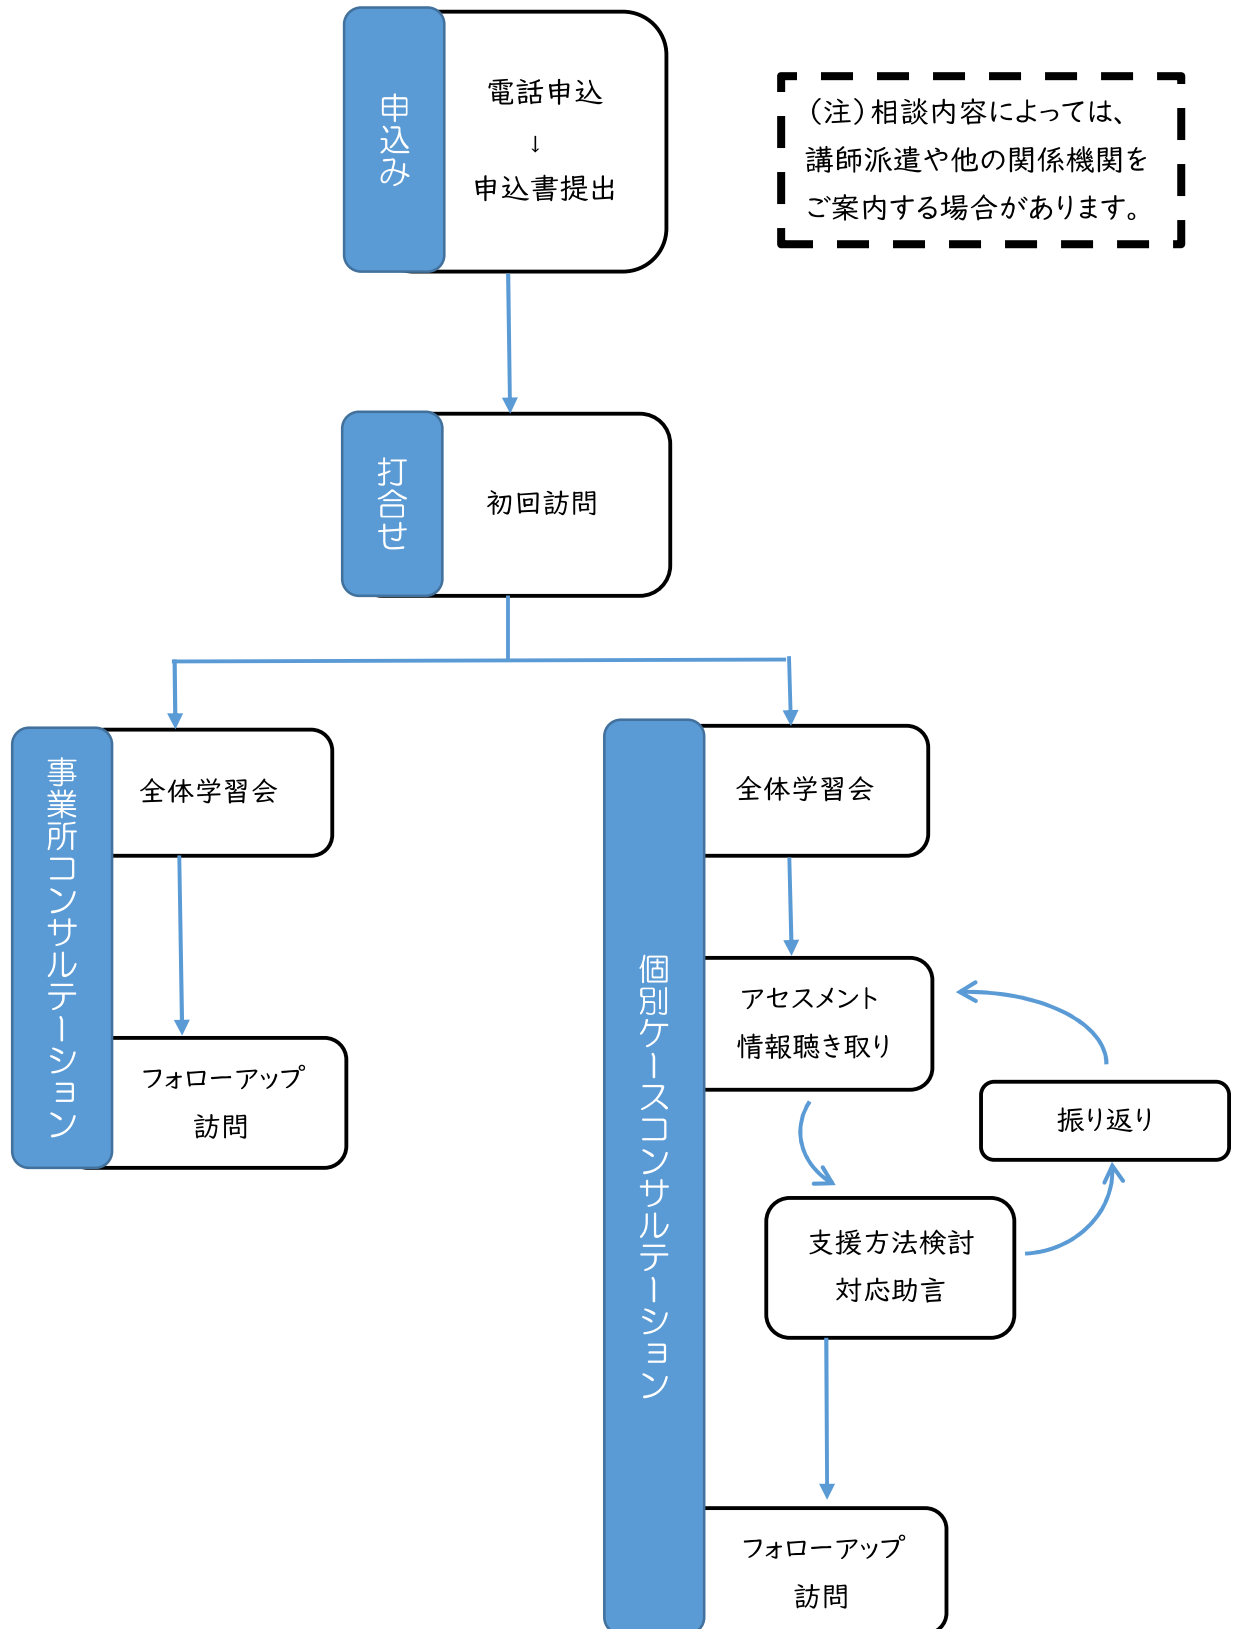 申込み
電話申込
↓
申込書提出
（注）相談内容によっては、
講師派遣や他の関係機関を
ご案内する場合があります。
打合せ
初回訪問
事業所コンサルテーション
全体学習会
フォローアップ
訪問
個別ケースコンサルテーション
全体学習会
アセスメント
情報聴き取り
振り返り
支援方法検討
対応助言
フォローアップ
訪問